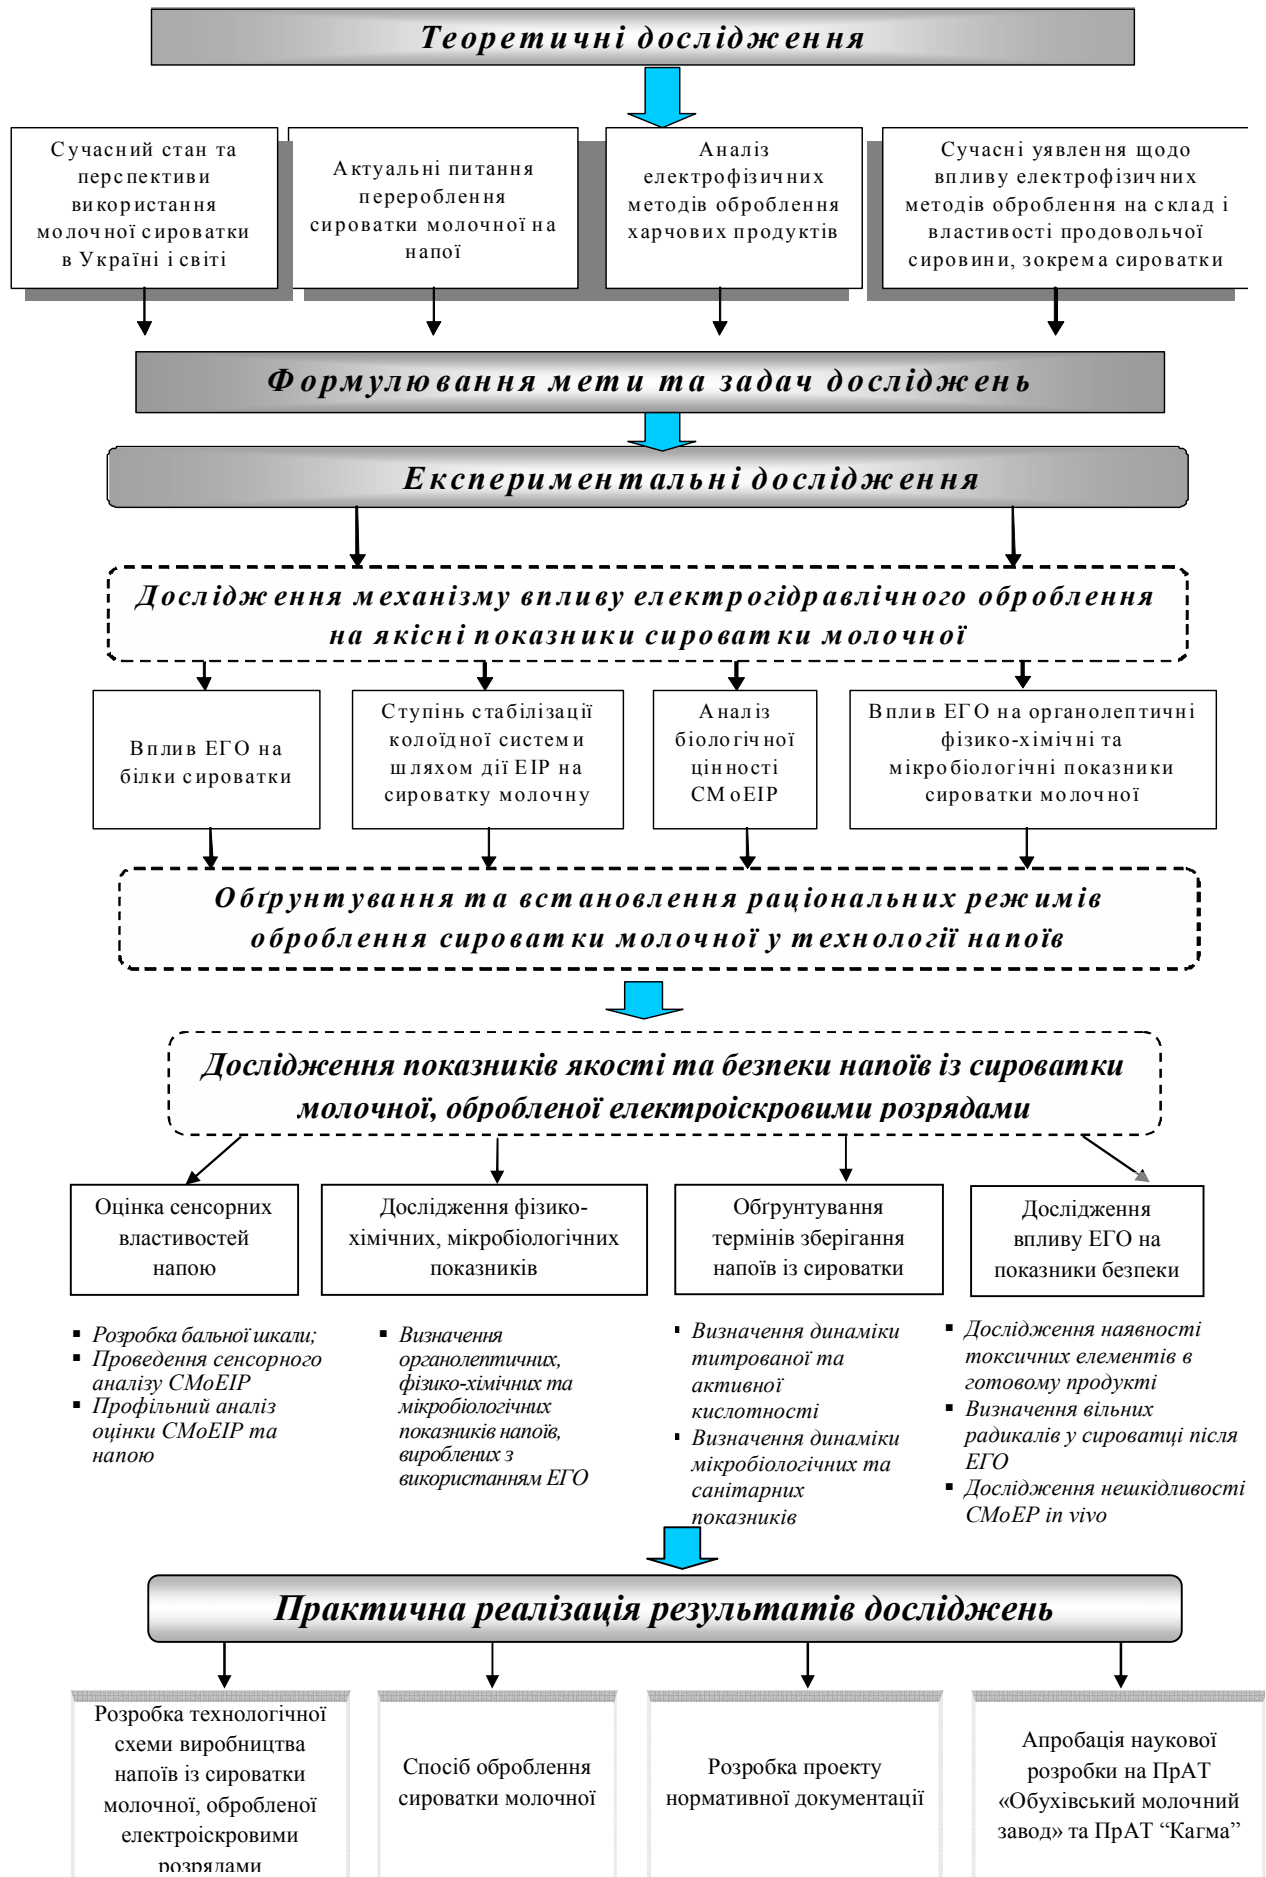 Теоретичні дослідження
Сучасний стан та
перспективи
використання
молочної сироватки
в Україні і світі
Актуальні питання
перероблення
сироватки молочної на
напої
Аналіз
електрофізичних
методів оброблення
харчових продуктів
Сучасні уявлення щодо
впливу електрофізичних
методів оброблення на склад і
властивості продовольчої
сировини, зокрема сироватки
Формулювання мети та задач досліджень
Експериментальні дослідження
Дослідження механізму впливу електрогідравлічного оброблення
на якісні показники сироватки молочної
Вплив ЕГО на
білки сироватки
Ступінь стабілізації
колоїдної системи
шляхом дії ЕІР на
сироватку молочну
Аналіз
біологічної
цінності
СМоЕІР
Вплив ЕГО на органолептичні
фізико-хімічні та
мікробіологічні показники
сироватки молочної
Обґрунтування та встановлення раціональних режимів
оброблення сироватки молочної у технології напоїв
Дослідження показників якості та безпеки напоїв із сироватки
молочної, обробленої електроіскровими розрядами
Оцінка сенсорних
властивостей
напою
Дослідження фізико-
хімічних, мікробіологічних
показників
Обґрунтування
термінів зберігання
напоїв із сироватки
Дослідження
впливу ЕГО на
показники безпеки
▪ Розробка бальної шкали;
▪ Проведення сенсорного
аналізу СМоЕІР
▪ Профільний аналіз
оцінки СМоЕІР та
напою
▪ Визначення
органолептичних,
фізико-хімічних та
мікробіологічних
показників напоїв,
вироблених з
використанням ЕГО
▪ Визначення динаміки
титрованої та
активної
кислотності
▪ Визначення динаміки
мікробіологічних та
санітарних
показників
▪ Дослідження наявності
токсичних елементів в
готовому продукті
▪ Визначення вільних
радикалів у сироватці після
ЕГО
▪ Дослідження нешкідливості
СМоЕР in vivo
Практична реалізація результатів досліджень
Розробка технологічної
схеми виробництва
напоїв із сироватки
молочної, обробленої
електроіскровими
розрядами
Спосіб оброблення
сироватки молочної
Розробка проекту
нормативної документації
Апробація наукової
розробки на ПрАТ
«Обухівський молочний
завод» та ПрАТ “Кагма”